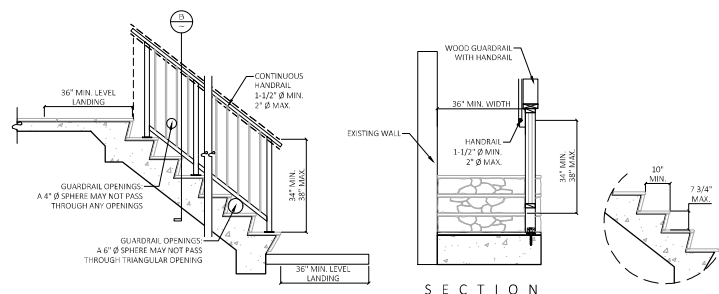 B
36" MIN. LEVEL
LANDING
CONTINUOUS
HANDRAIL
1-1/2" Ø MIN.
2" Ø MAX.
GUARDRAIL OPENINGS:
A 4" Ø SPHERE MAY NOT PASS
THROUGH ANY OPENINGS
34" MIN.
38" MAX.
GUARDRAIL OPENINGS:
A 6" Ø SPHERE MAY NOT PASS
THROUGH TRIANGULAR OPENING
36" MIN. LEVEL
LANDING
WOOD GUARDRAIL
WITH HANDRAIL
36" MIN. WIDTH
EXISTING WALL
HANDRAIL
1-1/2" Ø MIN.
2" Ø MAX.
34" MIN.
38" MAX.
SECTION
10"
MIN.
7 3/4"
MAX.